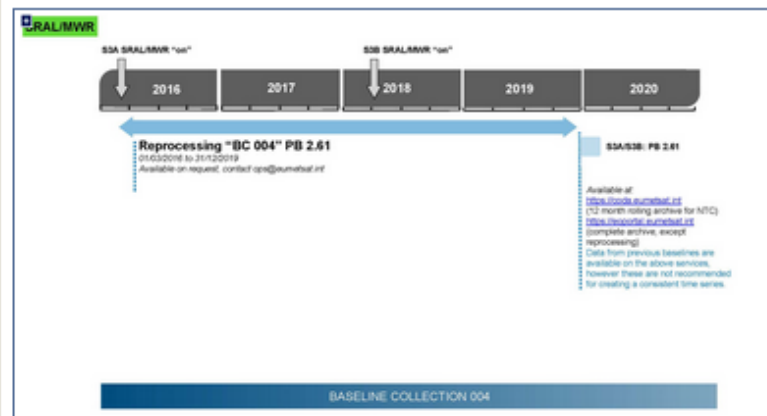 SRAL/MWR
S3A SRAL/MWR "on"
S3B SRAL/MWR "on"
2016
2017
2018
2019
2020
Reprocessing "BC 004" PB 2.61
01/03/2016 to 31/12/2019
Available on request, contact ops@eumetsat.int
S3A/S3B: PB 2.61
Available at:
https://coda.eumetsat.int
(12 month rolling archive for NTC)
https://eoportal.eumetsat.int
(complete archive, except
reprocessing)
Data from previous baselines are
available on the above services,
however these are not recommended
for creating a consistent time series.
BASELINE COLLECTION 004